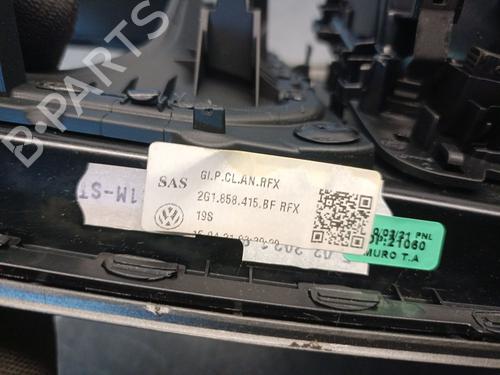 B-PARTS
SAS
GI.P.CL.AN.RFX
2G1.858.415.BF RFX
19S
1M-ST
03/21 PNL
OP:21060
MURO T.A